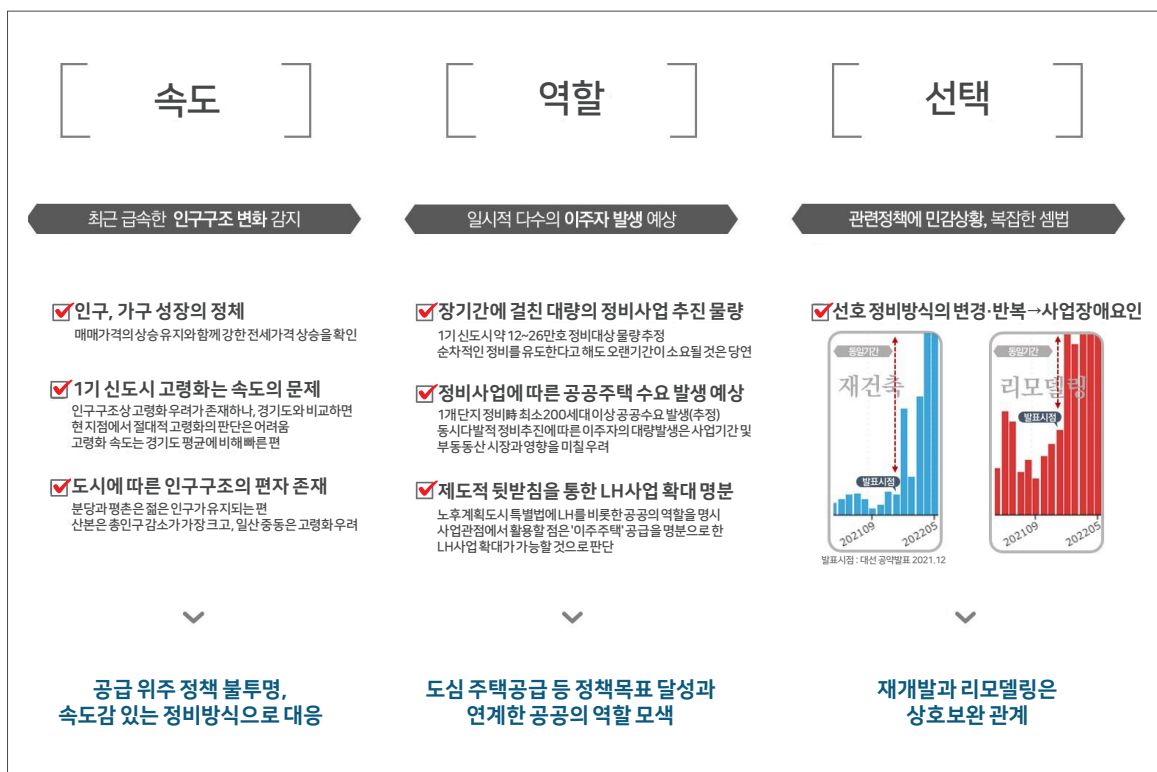 속도
최근 급속한 인구구조 변화 감지
인구, 가구 성장의 정체
매매가격의 상승 유지와 함께 강한 전세가격 상승을 확인
1기 신도시 고령화는 속도의 문제
인구구조상 고령화 우려가 존재하나, 경기도와 비교하면
현 지점에서 절대적 고령화의 판단은 어려움
고령화 속도는 경기도 평균에 비해 빠른 편
도시에 따른 인구구조의 편자 존재
분당과 평촌은 젊은 인구가 유지되는 편
산본은 총인구 감소가 가장 크고, 일산 중동은 고령화 우려
공급 위주 정책 불투명,
속도감 있는 정비방식으로 대응
역할
일시적 다수의 이주자 발생 예상
장기간에 걸친 대량의 정비사업 추진 물량
1기 신도시 약 12~26만호 정비대상 물량 추정
순차적인 정비를 유도한다고 해도 오랜기간이 소요될 것은 당연
정비사업에 따른 공공주택 수요 발생 예상
1개 단지 정비時 최소 200세대 이상 공공수요 발생(추정)
동시다발적 정비추진에 따른 이주자의 대량발생은 사업기간 및
부동동산 시장과 영향을 미칠 우려
제도적 뒷받침을 통한 LH사업 확대 명분
노후계획도시 특별법에 LH를 비롯한 공공의 역할을 명시
사업관점에서 활용할 점은 '이주주택' 공급을 명분으로 한
LH사업 확대가 가능할 것으로 판단
도심 주택공급 등 정책목표 달성과
연계한 공공의 역할 모색
선택
관련정책에 민감상황, 복잡한 셈법
선호 정비방식의 변경·반복→사업장애요인
동일기간
재건축
발표시점
202109
202205
동일기간
리모델링
발표시점
202109
202205
발표시점 : 대선 공약발표 2021.12
재개발과 리모델링은
상호보완 관계